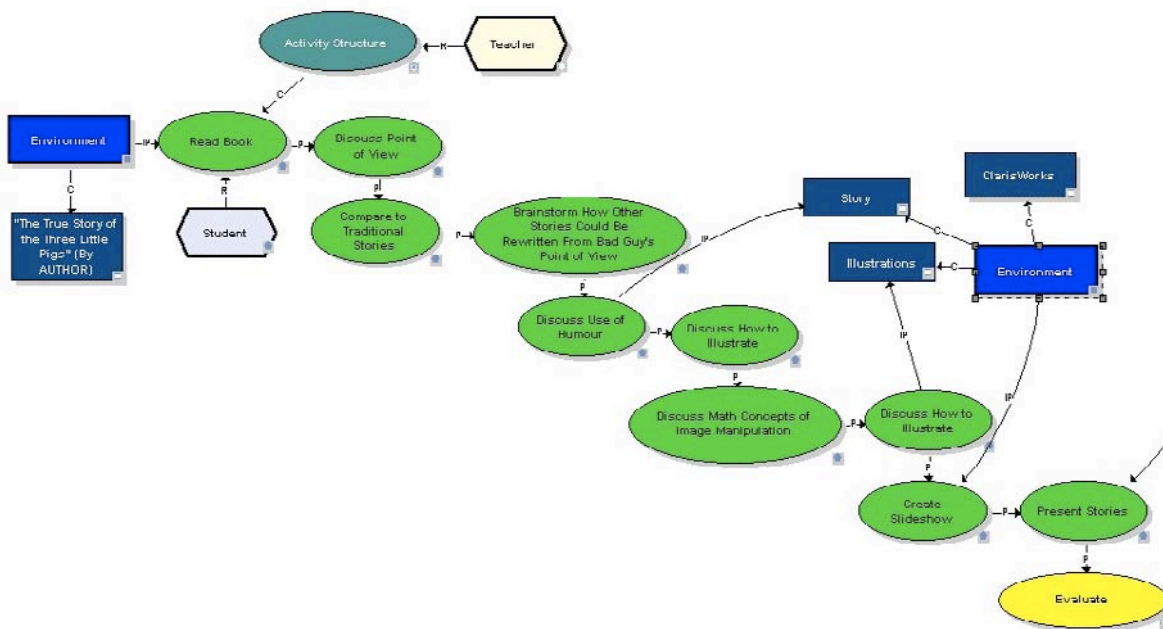 Activity Structure
R
Teacher
C
Environment
IP
Read Book
P
Discuss Point
of View
C
R
P
"The True Story of
the Three Little
Pigs" (By
AUTHOR)
Student
Compare to
Traditional
Stories
P
Brainstorm How Other
Stories Could Be
Rewritten From Bad Guy's
Point of View
IP
Story
ClarisWorks
C
C
Illustrations
C
Environment
P
Discuss Use of
Humour
P
Discuss How to
Illustrate
IP
P
IP
Discuss Math Concepts of
Image Manipulation
P
Discuss How to
Illustrate
P
Create
Slideshow
P
Present Stories
P
Evaluate